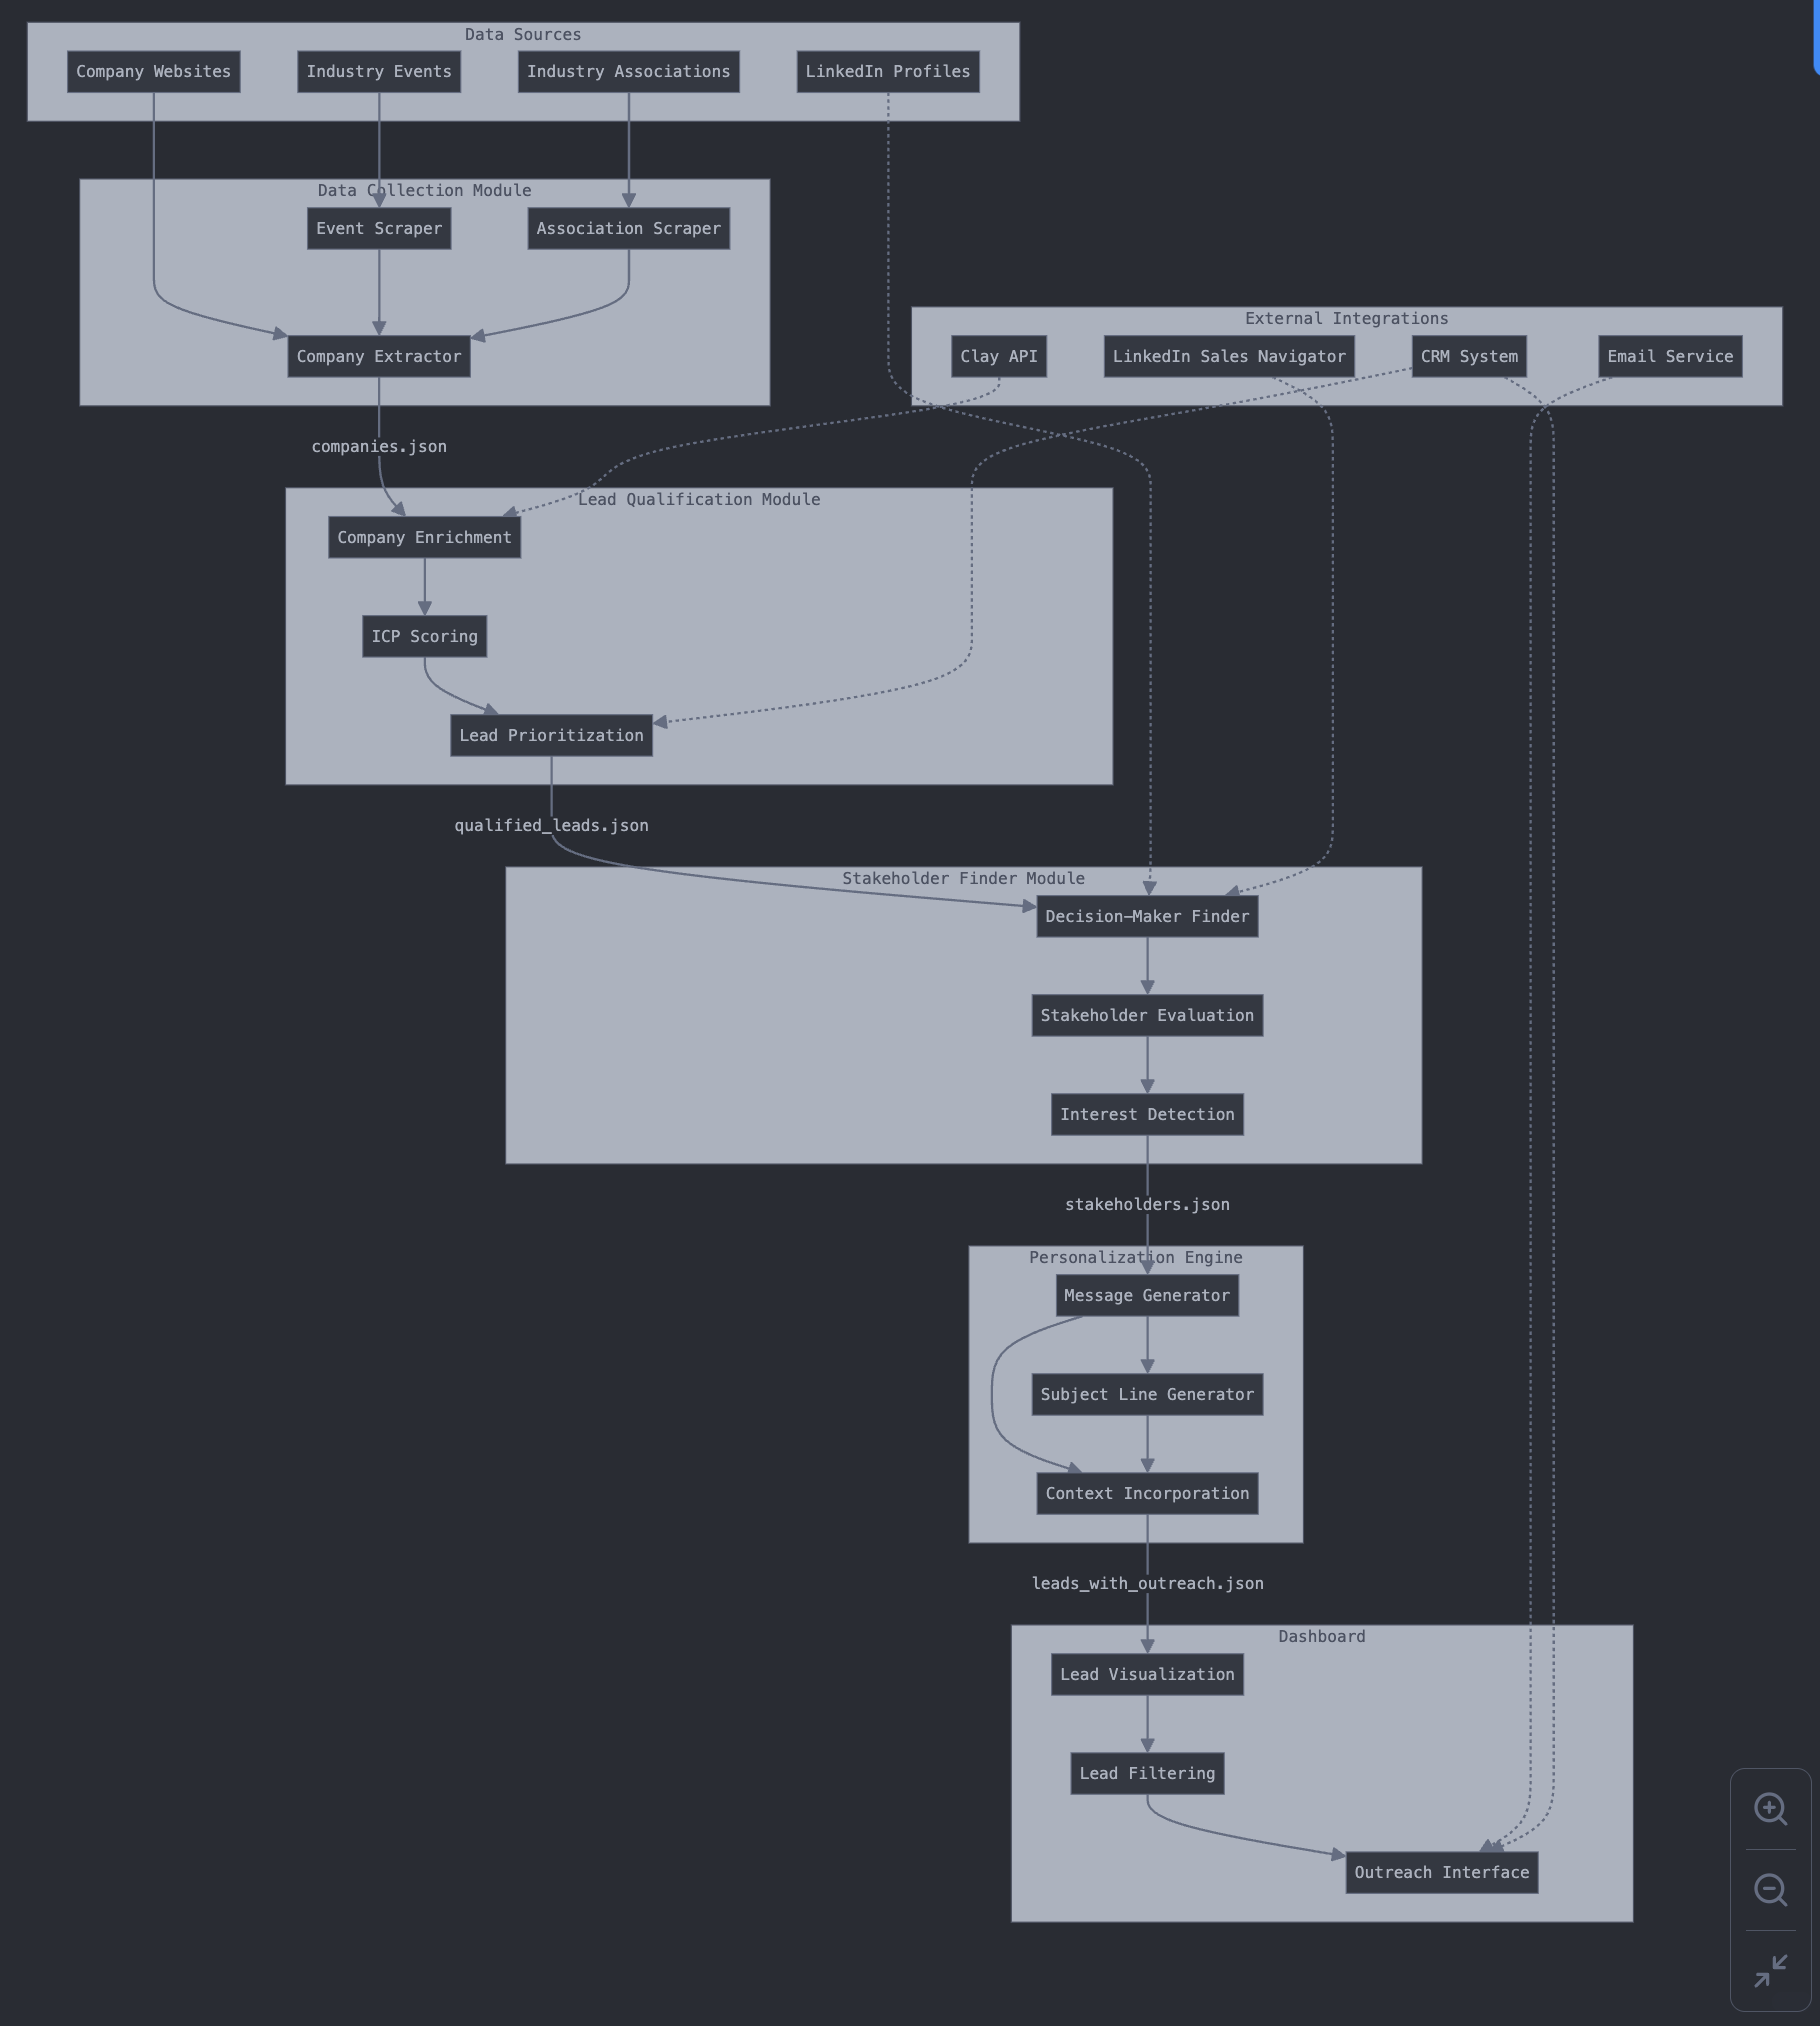 Data Sources
Company Websites
Industry Events
Industry Associations
LinkedIn Profiles
Data Collection Module
Event Scraper
Association Scraper
Company Extractor
External Integrations
Clay API
LinkedIn Sales Navigator
CRM System
Email Service
companies.json
Lead Qualification Module
Company Enrichment
ICP Scoring
Lead Prioritization
qualified_leads.json
Stakeholder Finder Module
Decision–Maker Finder
Stakeholder Evaluation
Interest Detection
stakeholders.json
Personalization Engine
Message Generator
Subject Line Generator
Context Incorporation
leads_with_outreach.json
Dashboard
Lead Visualization
Lead Filtering
Outreach Interface